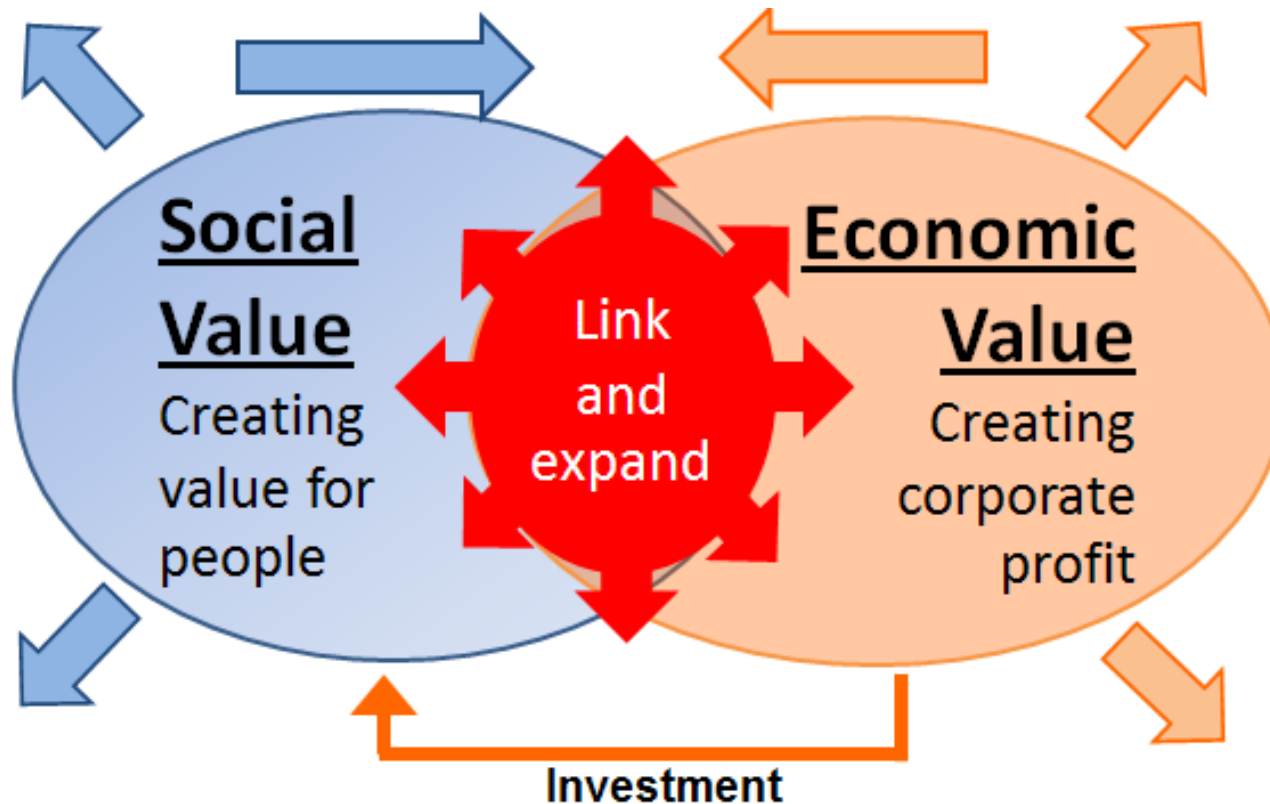 Social
Value
Creating
value for
people
Link
and
expand
Economic
Value
Creating
corporate
profit
Investment